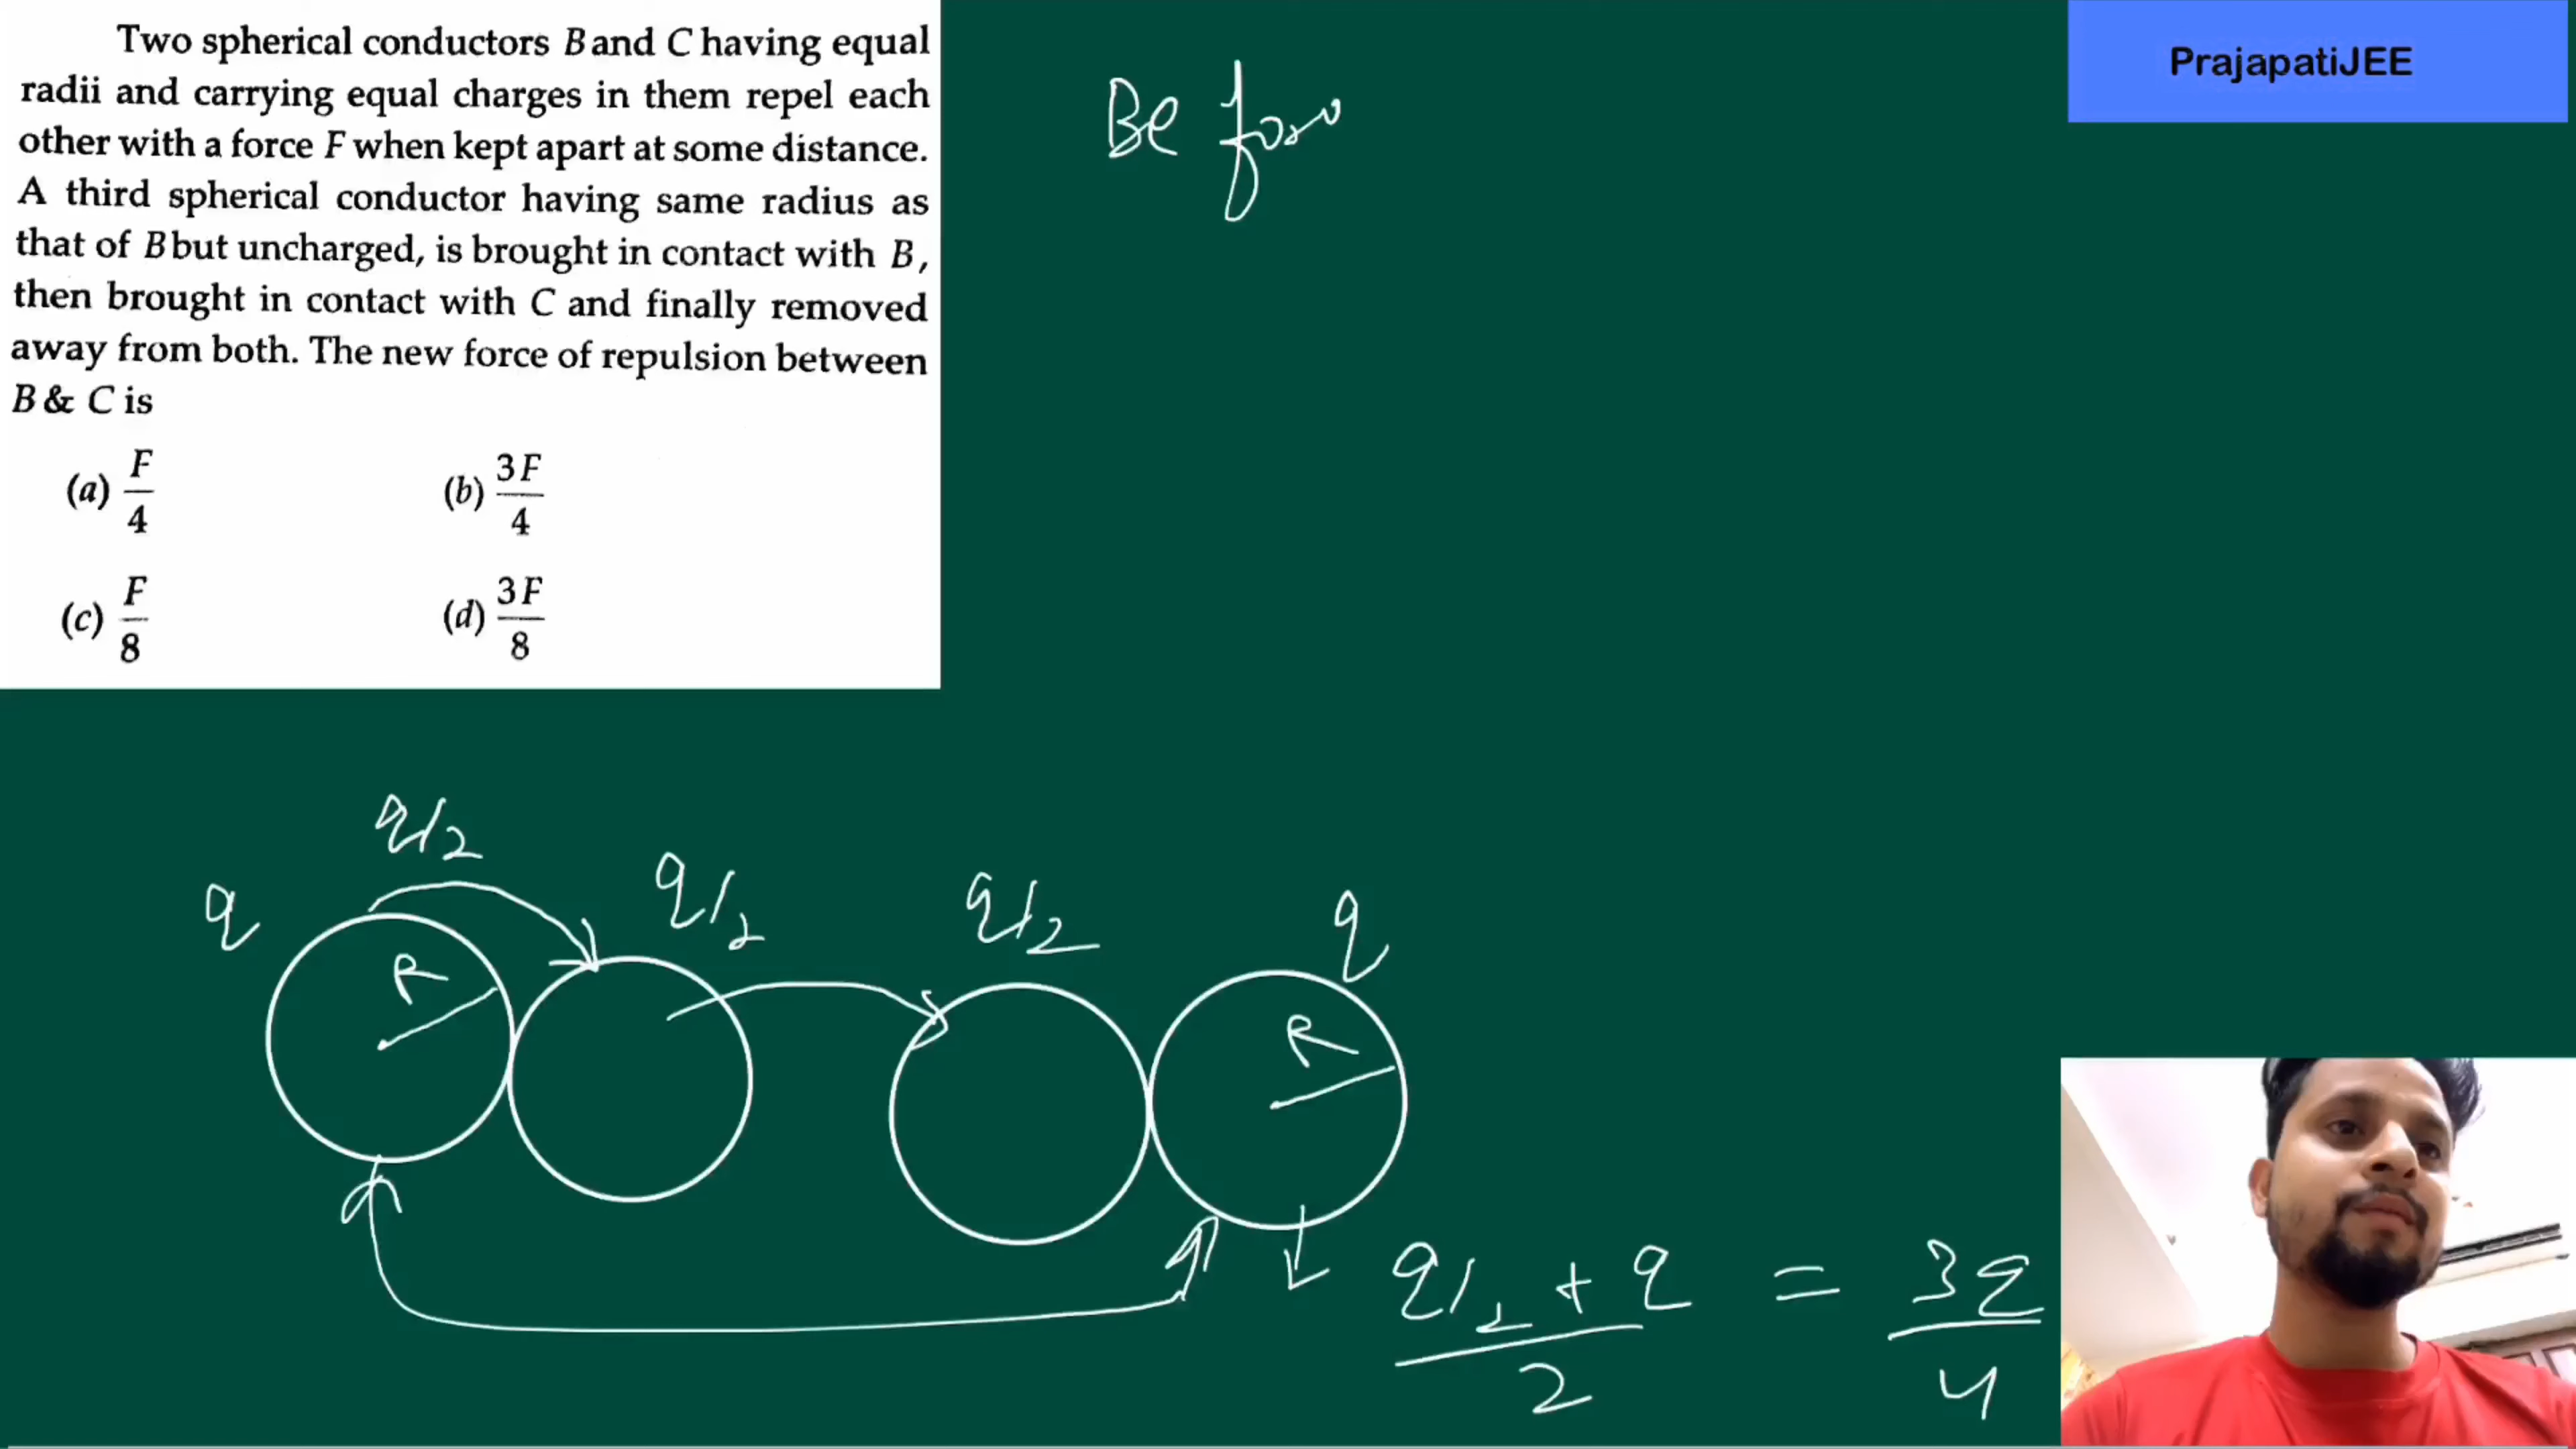 Two spherical conductors B and C having equal
radii and carrying equal charges in them repel each
other with a force F when kept apart at some distance.
A third spherical conductor having same radius as
that of B but uncharged, is brought in contact with B,
then brought in contact with C and finally removed
away from both. The new force of repulsion between
B & C is
(a) F/4 (b) 3F/4
(c) F/8 (d) 3F/8
PrajapatiJEE
q/2
q q/2 q/2 q
R R
(q/2 + q)/2 = 3q/4